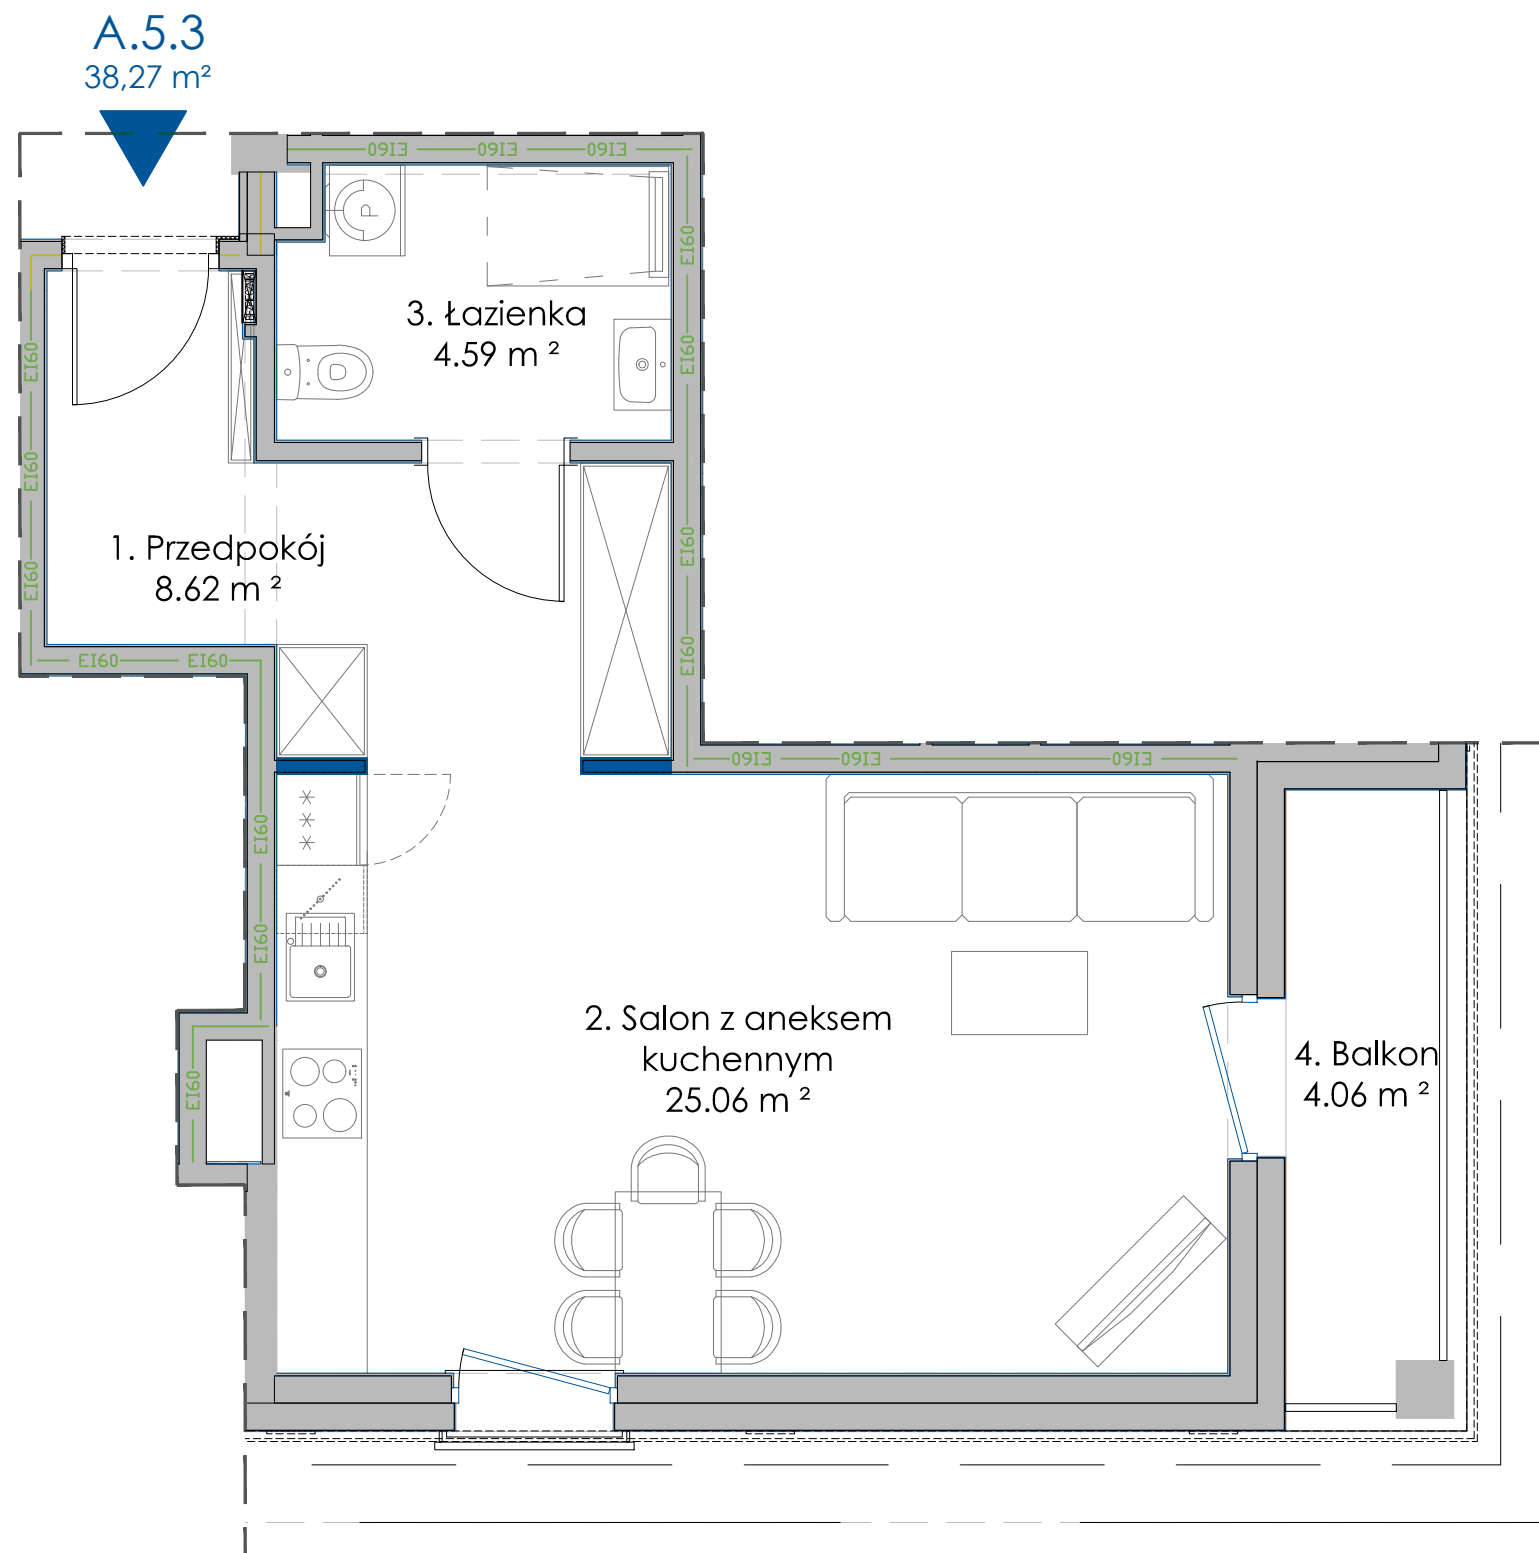 A.5.3
38,27 m²
EI60 EI60 EI60
P
EI60
3. Łazienka
4.59 m ²
EI60
EI60
EI60
1. Przedpokój
8.62 m ²
EI60
EI60
EI60
EI60 EI60
EI60 EI60 EI60
EI60
EI60
2. Salon z aneksem
kuchennym
25.06 m ²
4. Balkon
4.06 m ²
EI60